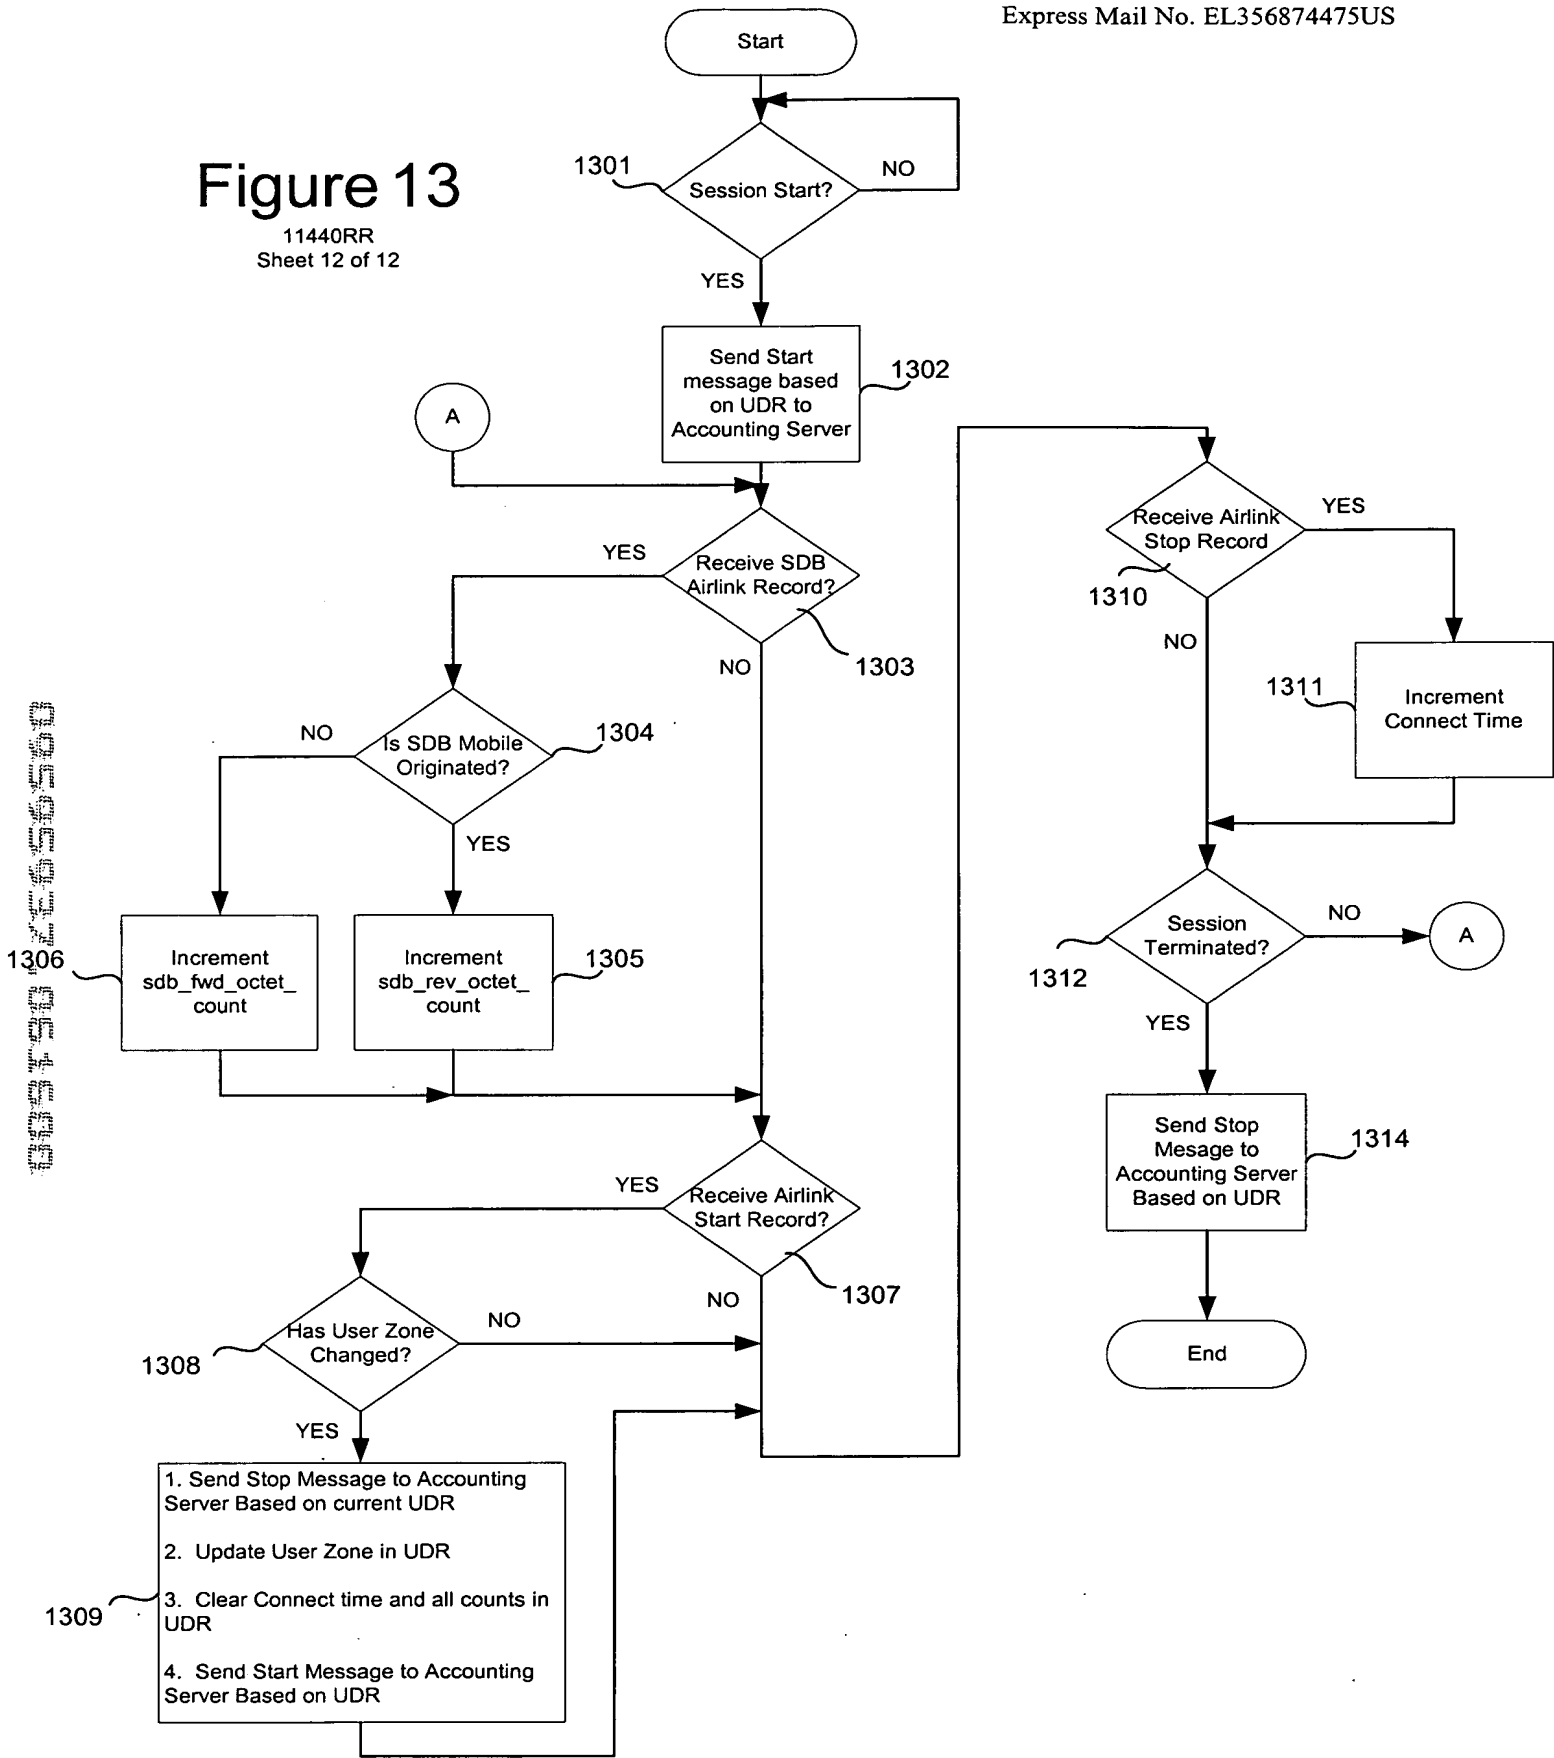 Express Mail No. EL356874475US
Start
Figure 13
11440RR
Sheet 12 of 12
1301
Session Start?
NO
YES
Send Start
message based
on UDR to
Accounting Server
1302
A
Receive SDB
Airlink Record?
YES
NO
1303
Is SDB Mobile
Originated?
NO
1304
YES
Increment
sdb_fwd_octet_
count
1306
Increment
sdb_rev_octet_
count
1305
Receive Airlink
Start Record?
YES
NO
1307
Has User Zone
Changed?
NO
1308
YES
1. Send Stop Message to Accounting
Server Based on current UDR
2. Update User Zone in UDR
3. Clear Connect time and all counts in
UDR
4. Send Start Message to Accounting
Server Based on UDR
1309
Receive Airlink
Stop Record
YES
1310
NO
1311
Increment
Connect Time
Session
Terminated?
NO
A
1312
YES
Send Stop
Mesage to
Accounting Server
Based on UDR
1314
End